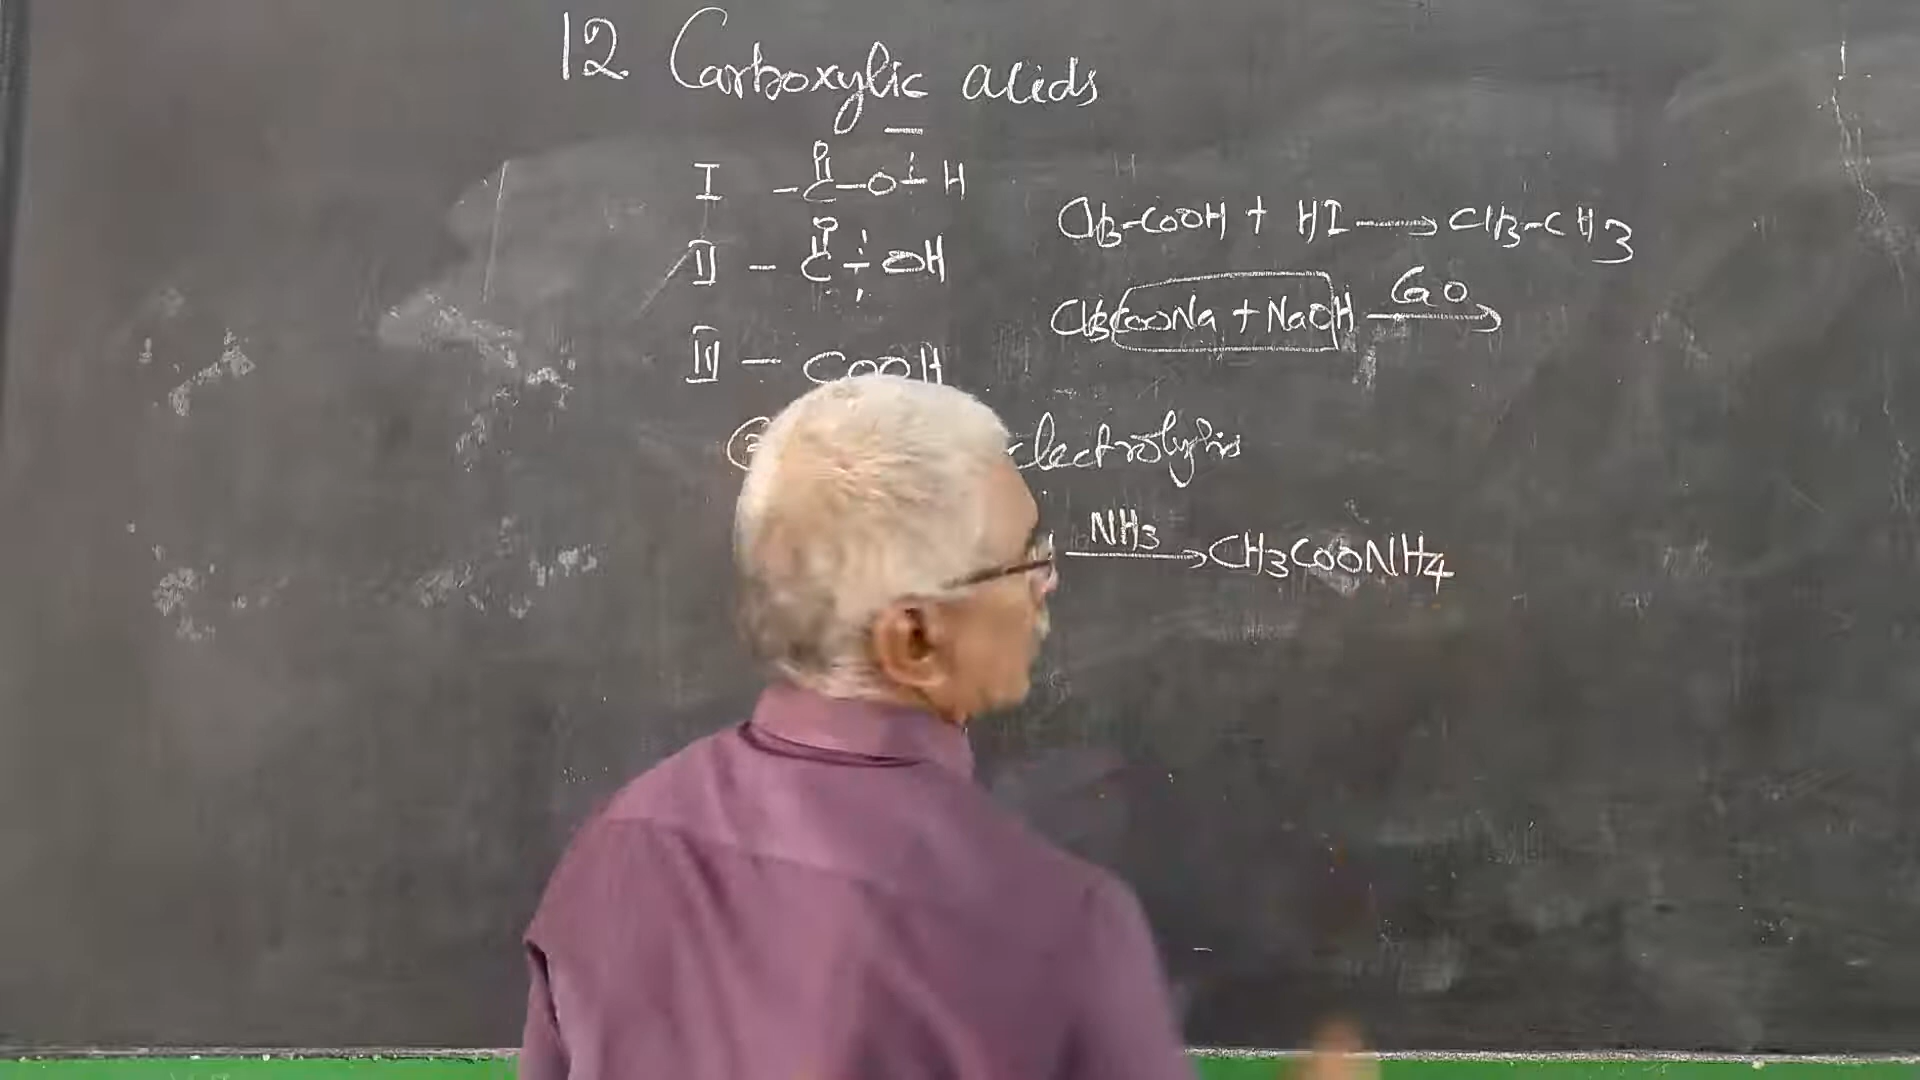 12 Carboxylic acids
I -C-O-H
O
II -C-OH
O
III - COOH
CH3-COOH + HI → CH3-CH3
CH3COONa + NaOH CaO →
electrolysis
NH3 → CH3COONH4